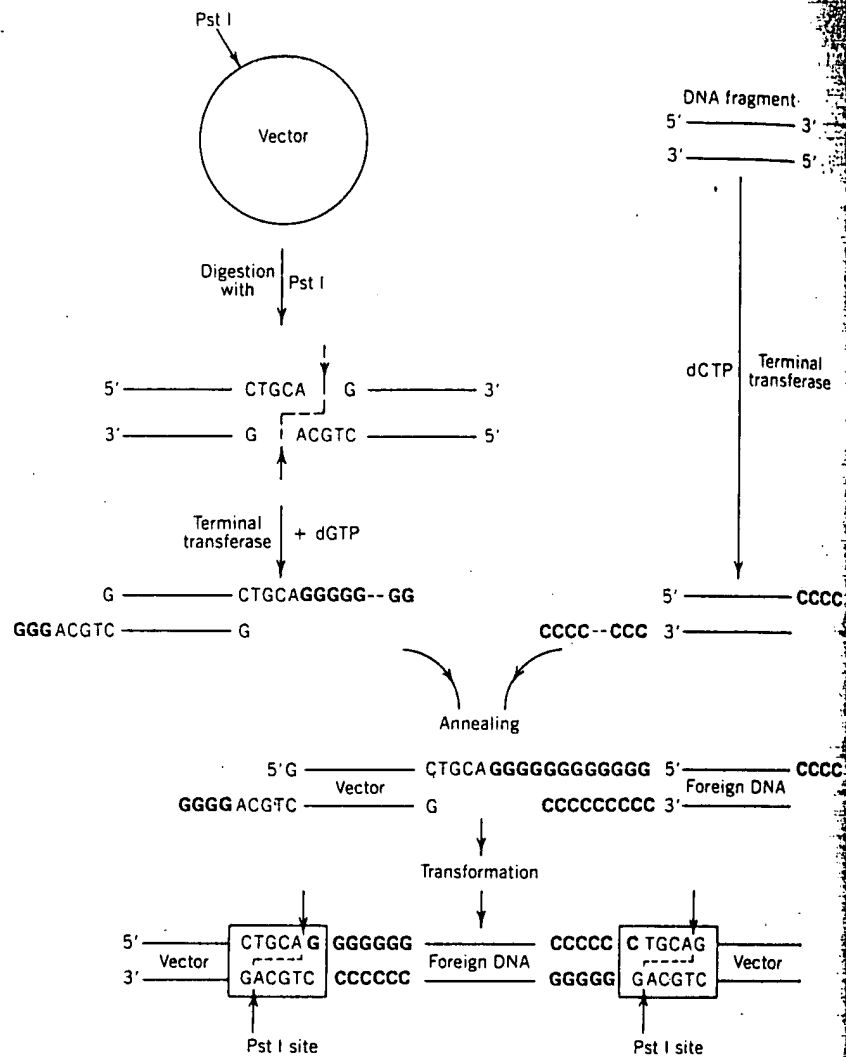 Pst I
Vector
DNA fragment
5' 3'
3' 5'
Digestion
with Pst I
dCTP Terminal
transferase
5' CTGCA G 3'
3' G ACGTC 5'
Terminal
transferase + dGTP
G CTGCAGGGGG--GG
GGGACGTC G
5' CCCC
CCCC--CCC 3'
Annealing
5'G CTGCAGGGGGGGGGGGG 5' CCCC
Vector Foreign DNA
GGGGACGTC G CCCCCCCCC 3'
Transformation
5' CTGCAG GGGGGG CCCCC CTGCAG
Vector Foreign DNA Vector
3' GACGTC CCCCCC GGGGG GACGTC
Pst I site Pst I site